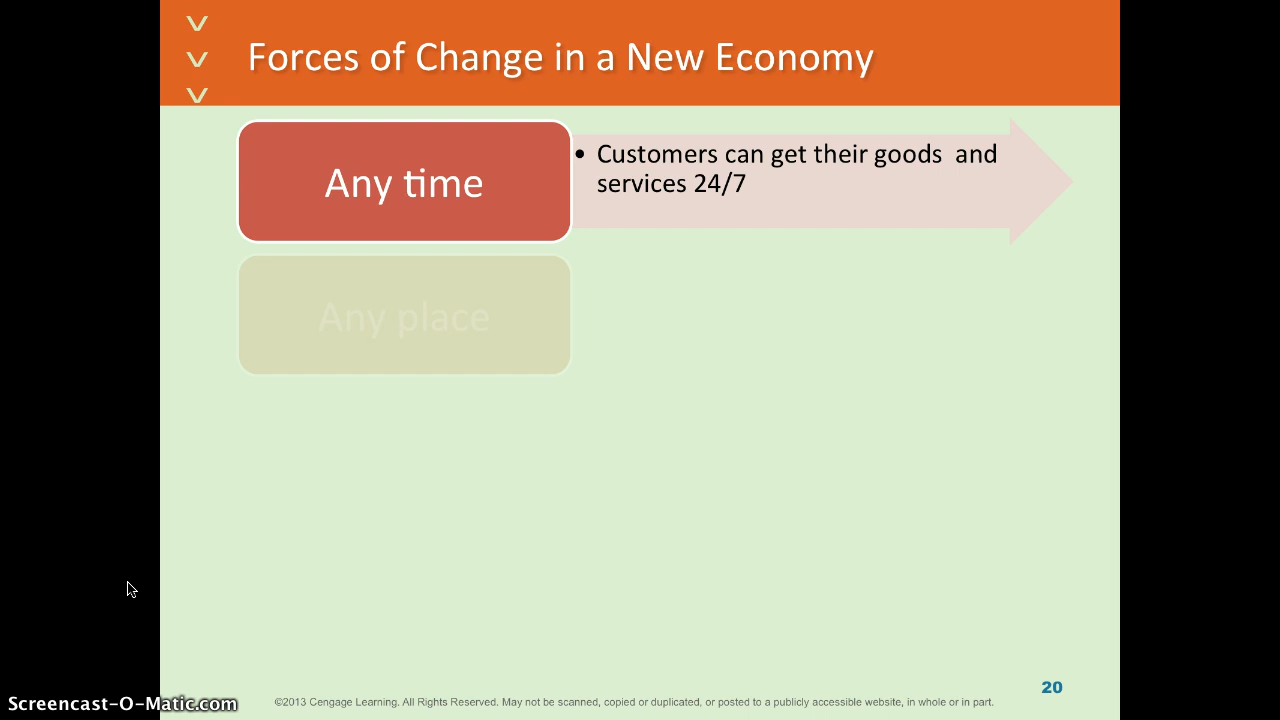 Forces of Change in a New Economy
Any time
• Customers can get their goods and
services 24/7
Any place
20
©2013 Cengage Learning. All Rights Reserved. May not be scanned, copied or duplicated, or posted to a publicly accessible website, in whole or in part.
Screencast-O-Matic.com